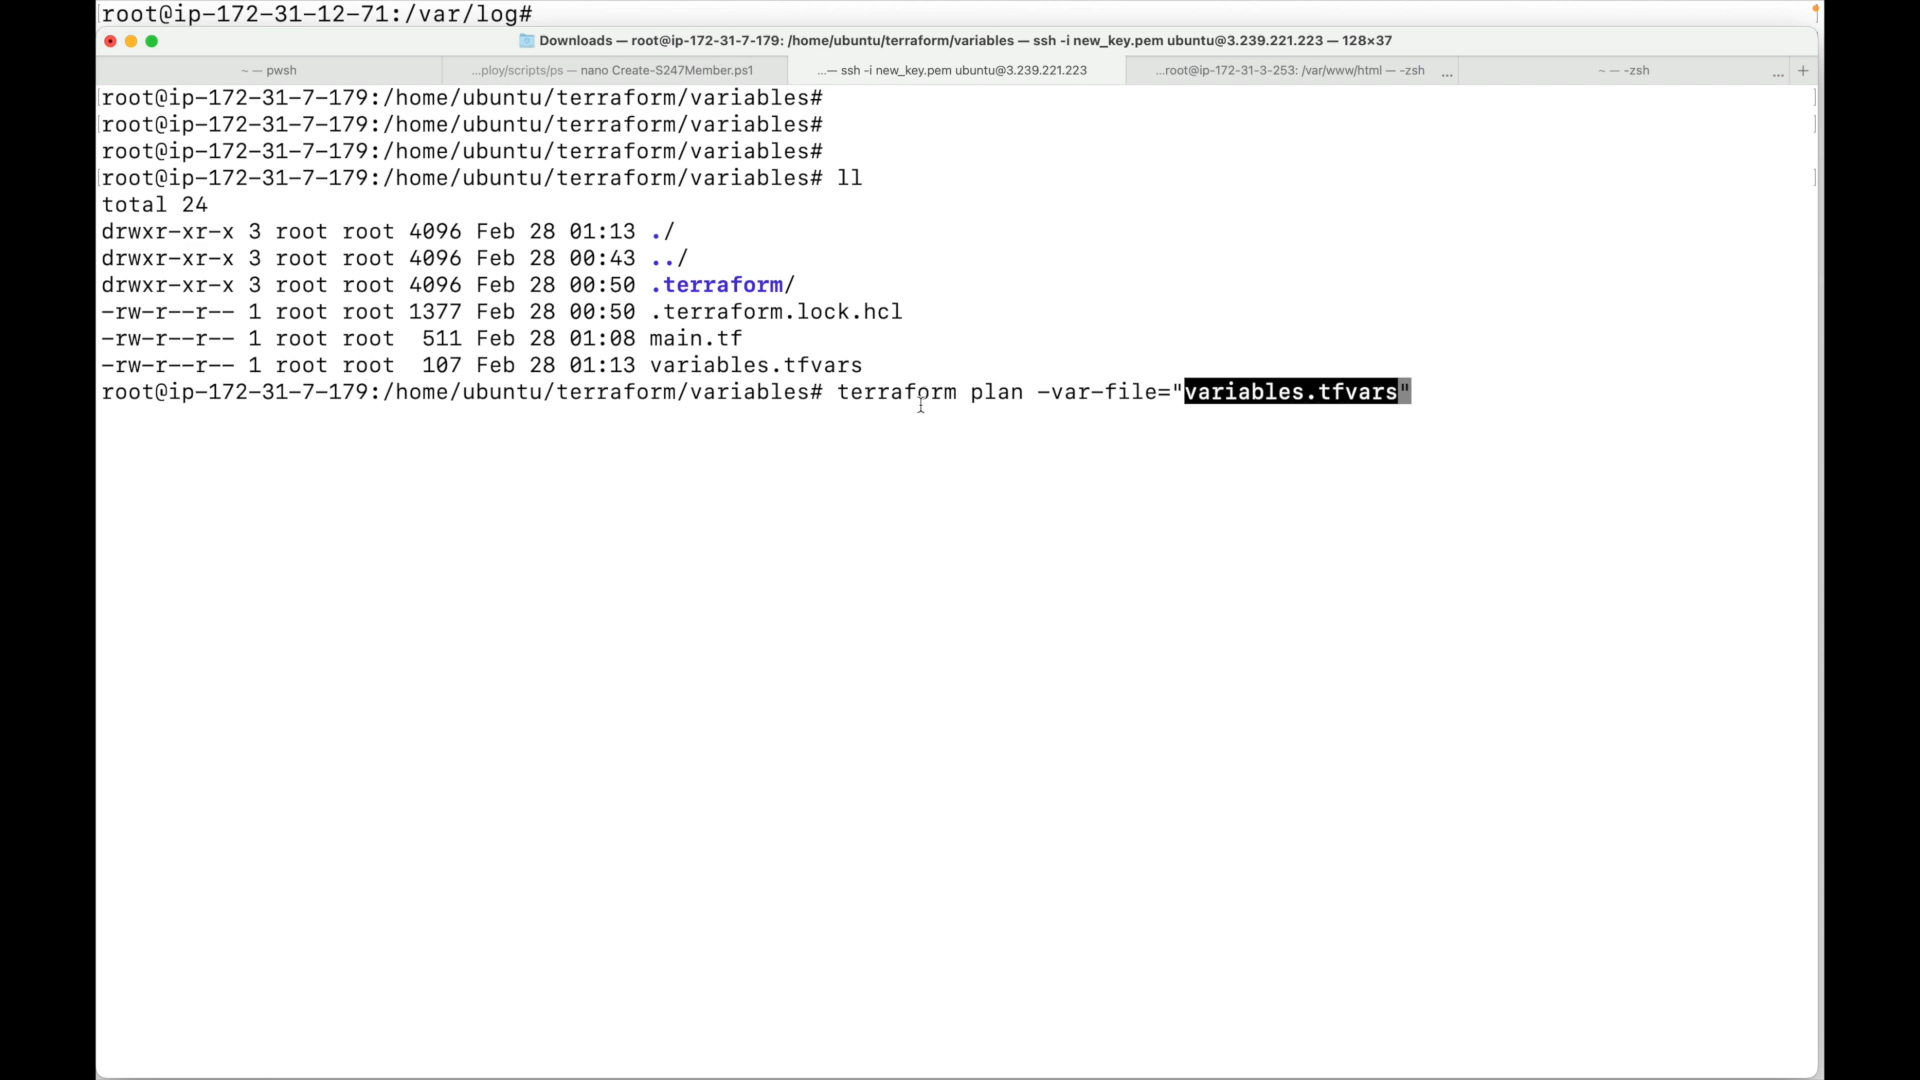 root@ip-172-31-12-71:/var/log#
Downloads — root@ip-172-31-7-179: /home/ubuntu/terraform/variables — ssh -i new_key.pem ubuntu@3.239.221.223 — 128×37
~ — pwsh
...ploy/scripts/ps — nano Create-S247Member.ps1
...— ssh -i new_key.pem ubuntu@3.239.221.223
...root@ip-172-31-3-253: /var/www/html — -zsh ...
~ — -zsh ... +
root@ip-172-31-7-179:/home/ubuntu/terraform/variables#
root@ip-172-31-7-179:/home/ubuntu/terraform/variables#
root@ip-172-31-7-179:/home/ubuntu/terraform/variables#
root@ip-172-31-7-179:/home/ubuntu/terraform/variables# ll
total 24
drwxr-xr-x 3 root root 4096 Feb 28 01:13 ./
drwxr-xr-x 3 root root 4096 Feb 28 00:43 ../
drwxr-xr-x 3 root root 4096 Feb 28 00:50 .terraform/
-rw-r--r-- 1 root root 1377 Feb 28 00:50 .terraform.lock.hcl
-rw-r--r-- 1 root root  511 Feb 28 01:08 main.tf
-rw-r--r-- 1 root root  107 Feb 28 01:13 variables.tfvars
root@ip-172-31-7-179:/home/ubuntu/terraform/variables# terraform plan -var-file="variables.tfvars"